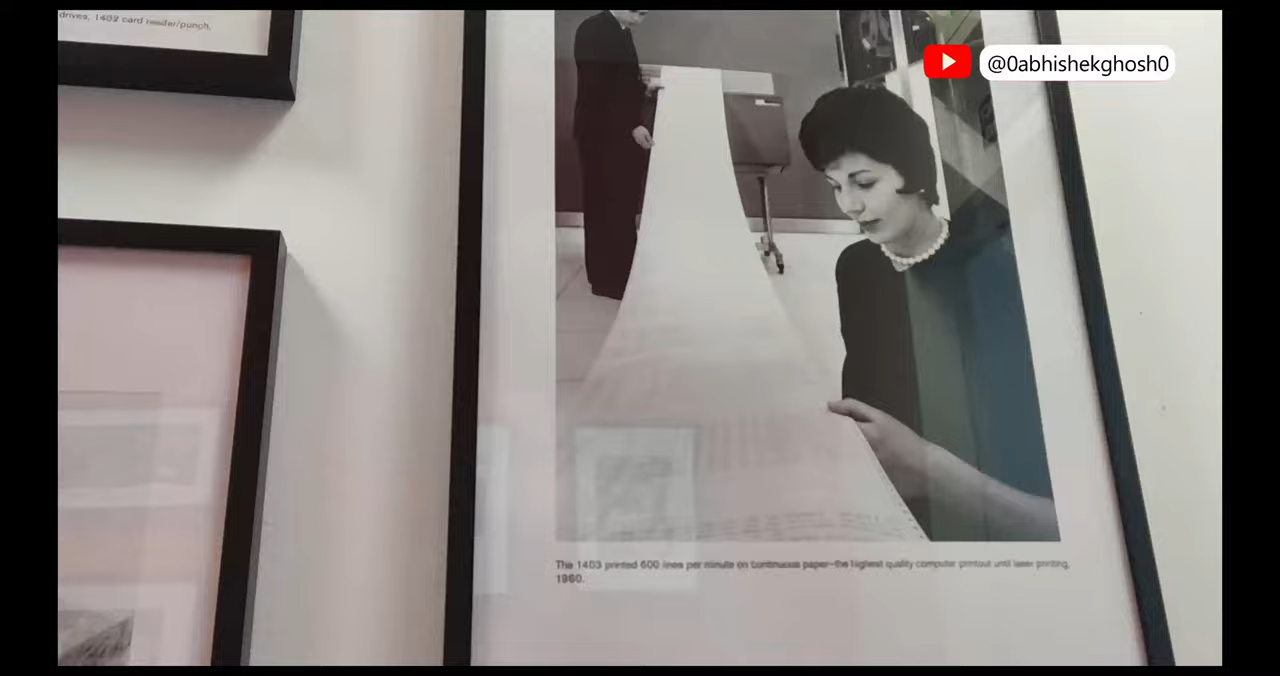 drives, 1402 card reader/punch.
@0abhishekghosh0
The 1403 printed 600 lines per minute on continuous paper—the highest quality computer printout until laser printing,
1960.